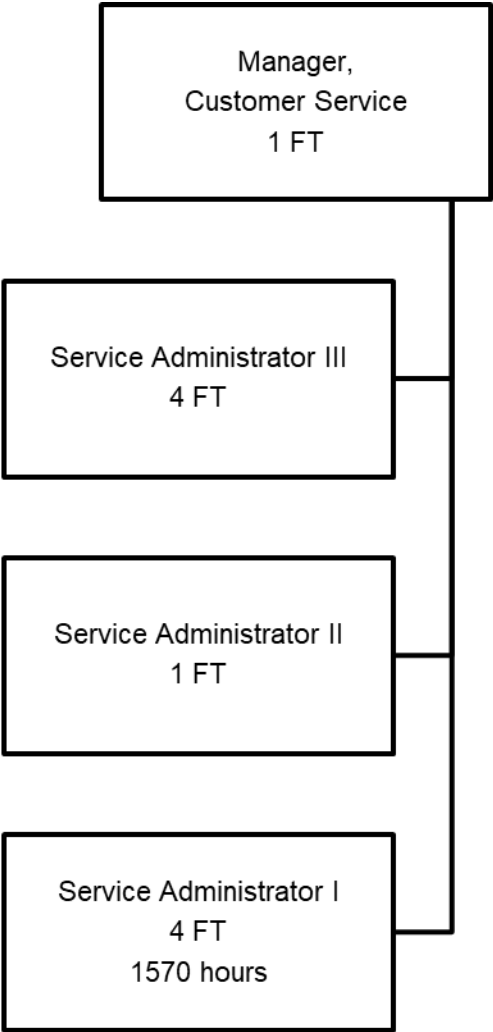 Manager,
Customer Service
1 FT
Service Administrator III
4 FT
Service Administrator II
1 FT
Service Administrator I
4 FT
1570 hours